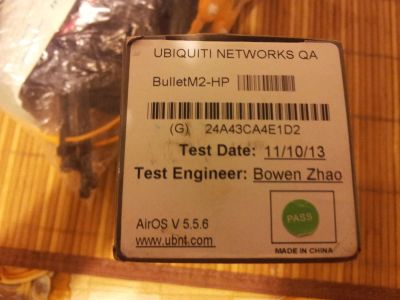 UBIQUITI NETWORKS QA
BulletM2-HP
(G) 24A43CA4E1D2
Test Date: 11/10/13
Test Engineer: Bowen Zhao
PASS
AirOS V 5.5.6
www.ubnt.com
MADE IN CHINA